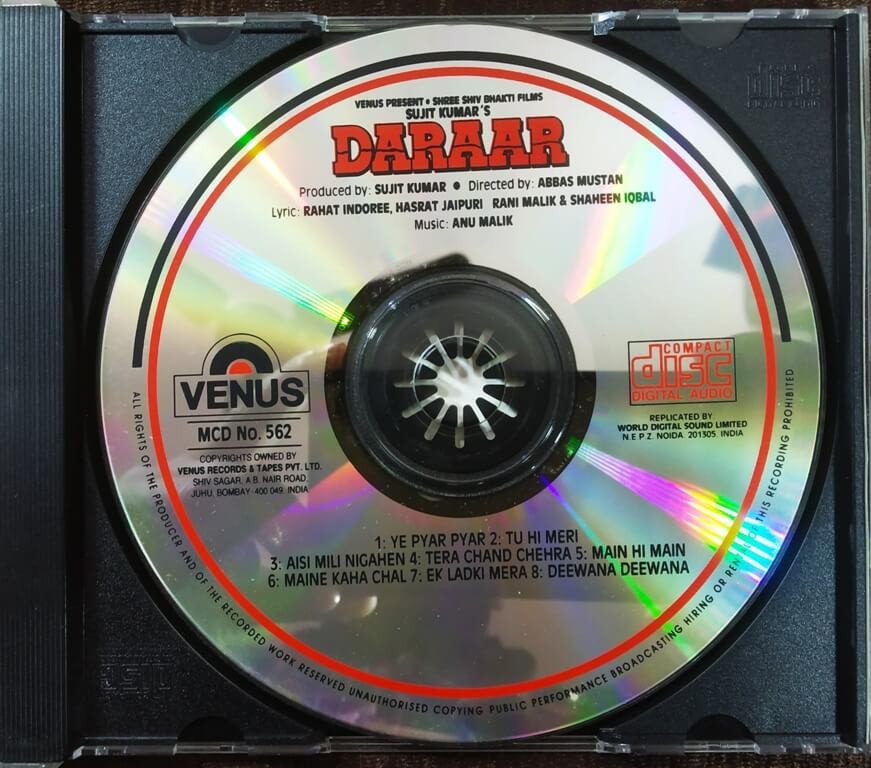 VENUS PRESENT • SHREE SHIV BHAKTI FILMS
SUJIT KUMAR'S
DARAAR
Produced by: SUJIT KUMAR • Directed by: ABBAS MUSTAN
Lyric: RAHAT INDOREE, HASRAT JAIPURI RANI MALIK & SHAHEEN IQBAL
Music: ANU MALIK
VENUS
MCD No. 562
COPYRIGHTS OWNED BY
VENUS RECORDS & TAPES PVT. LTD.
SHIV SAGAR, A.B. NAIR ROAD,
JUHU, BOMBAY - 400 049. INDIA
COMPACT
disc
DIGITAL AUDIO
REPLICATED BY
WORLD DIGITAL SOUND LIMITED
N.E.P.Z. NOIDA 201305. INDIA
1: YE PYAR PYAR 2: TU HI MERI
3: AISI MILI NIGAHEN 4: TERA CHAND CHEHRA 5: MAIN HI MAIN
6: MAINE KAHA CHAL 7: EK LADKI MERA 8: DEEWANA DEEWANA
ALL RIGHTS OF THE PRODUCER AND OF THE RECORDED WORK RESERVED UNAUTHORISED COPYING PUBLIC PERFORMANCE BROADCASTING HIRING OR RENTAL OF THIS RECORDING PROHIBITED
disc